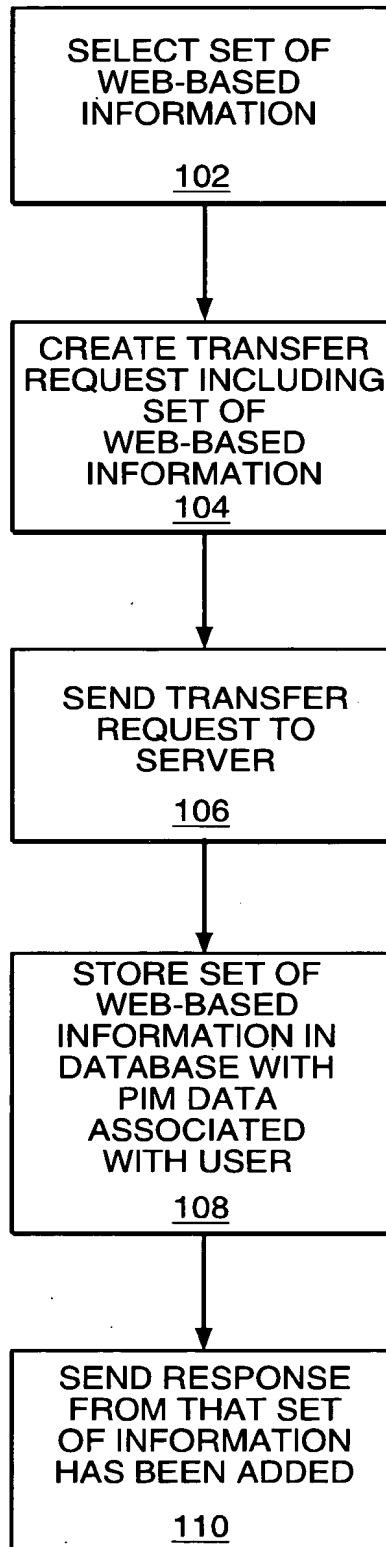 SELECT SET OF
WEB-BASED
INFORMATION
102
CREATE TRANSFER
REQUEST INCLUDING
SET OF
WEB-BASED
INFORMATION
104
SEND TRANSFER
REQUEST TO
SERVER
106
STORE SET OF
WEB-BASED
INFORMATION IN
DATABASE WITH
PIM DATA
ASSOCIATED
WITH USER
108
SEND RESPONSE
FROM THAT SET
OF INFORMATION
HAS BEEN ADDED
110